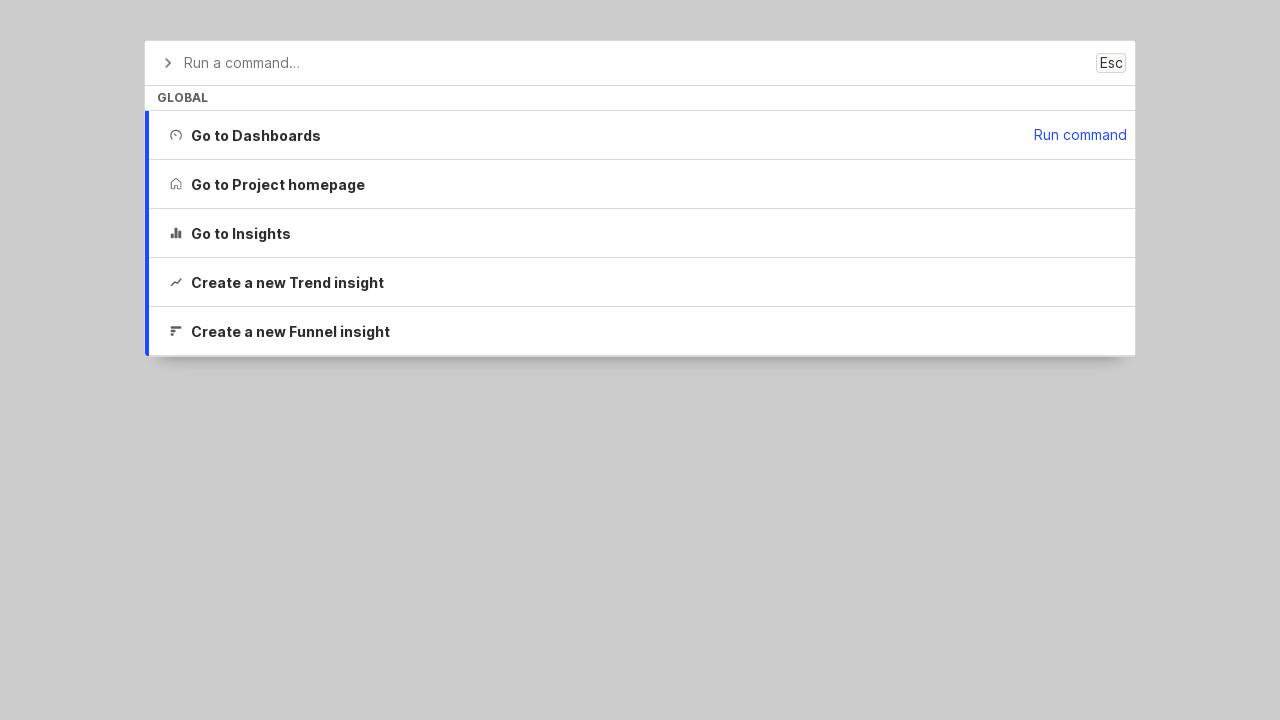 Run a command…
Esc
GLOBAL
Go to Dashboards
Run command
Go to Project homepage
Go to Insights
Create a new Trend insight
Create a new Funnel insight